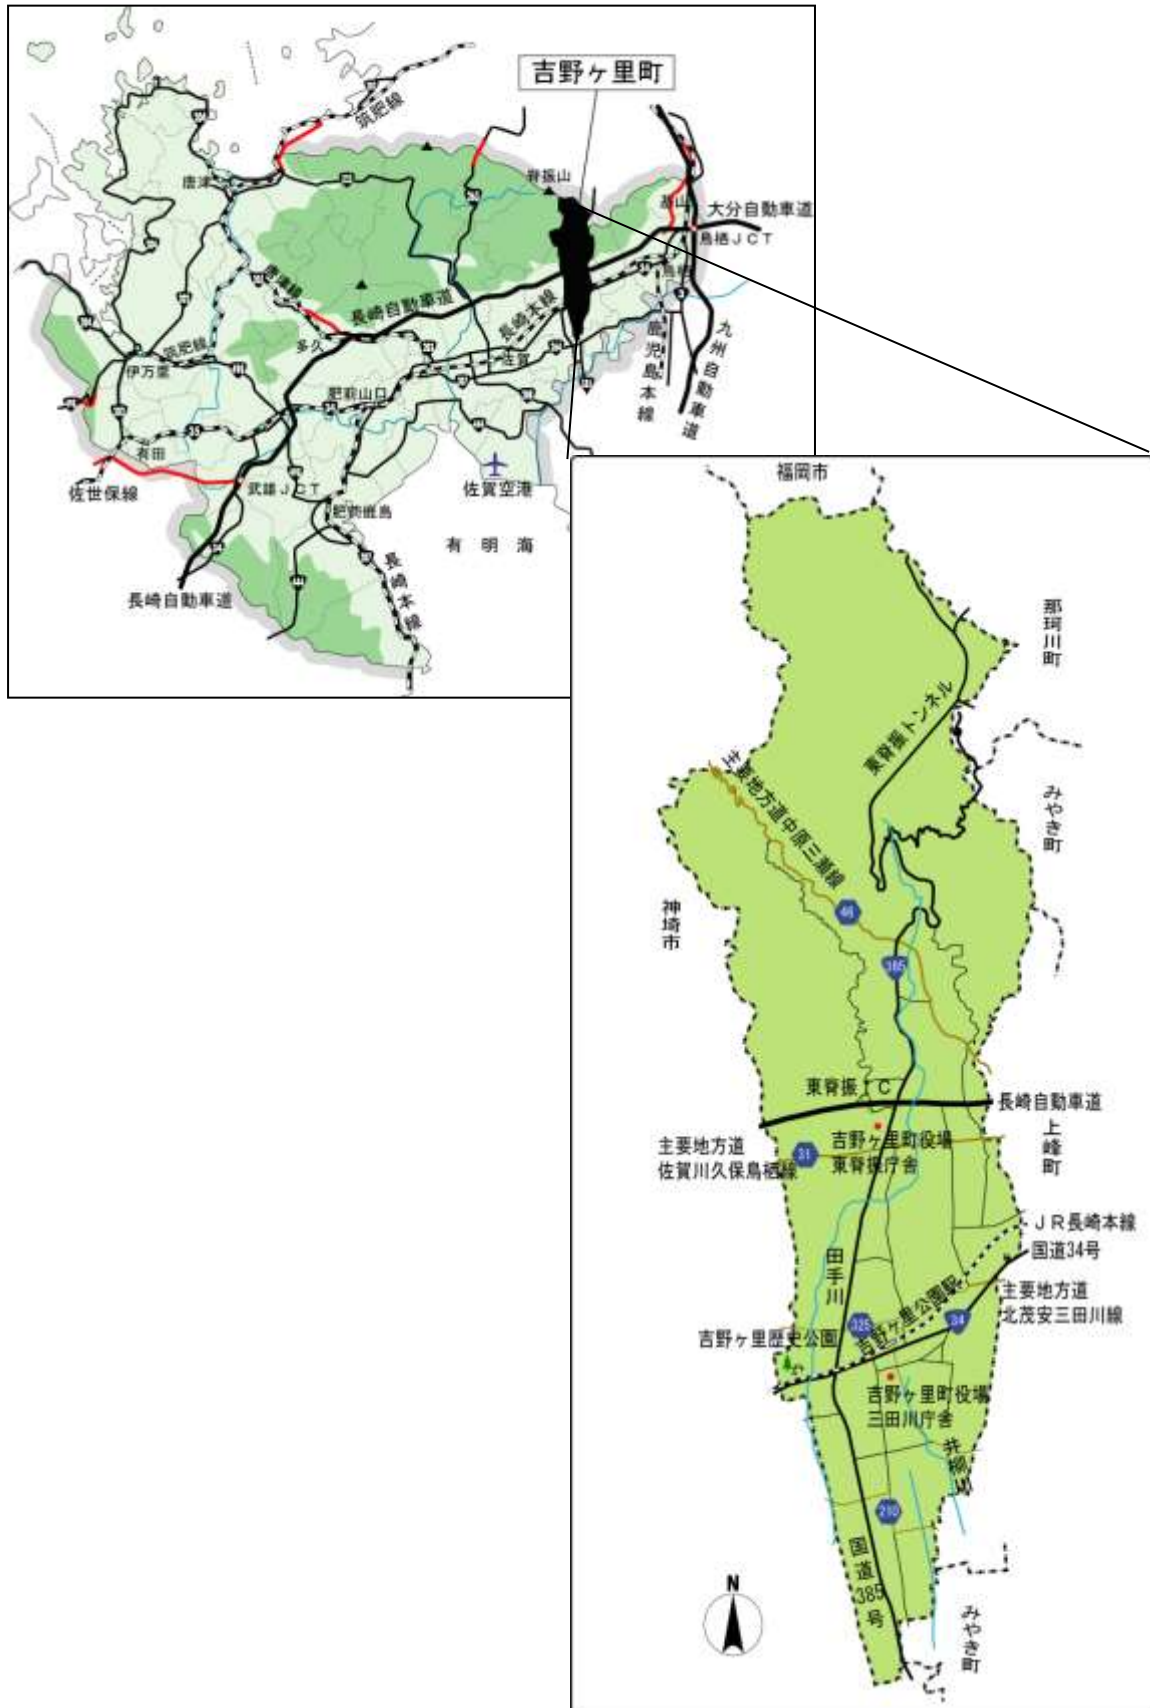 吉野ヶ里町
筑肥線
唐津
脊振山
基山
大分自動車道
鳥栖JCT
鳥栖
唐津線
長崎自動車道
長崎本線
筑肥線
伊万里
多久
佐賀
鹿児島本線
九州自動車道
肥前山口
有田
佐世保線
武雄JCT
佐賀空港
肥前鹿島
有明海
長崎自動車道
長崎本線
福岡市
那珂川町
東脊振トンネル
主要地方道中原三瀬線
みやき町
神埼市
46
385
東脊振IC
長崎自動車道
上峰町
主要地方道
佐賀川久保鳥栖線
31
吉野ヶ里町役場
東脊振庁舎
JR長崎本線
国道34号
田手川
主要地方道
北茂安三田川線
325
34
吉野ヶ里公園駅
吉野ヶ里歴史公園
吉野ヶ里町役場
三田川庁舎
井柳川
210
国道385号
N
みやき町